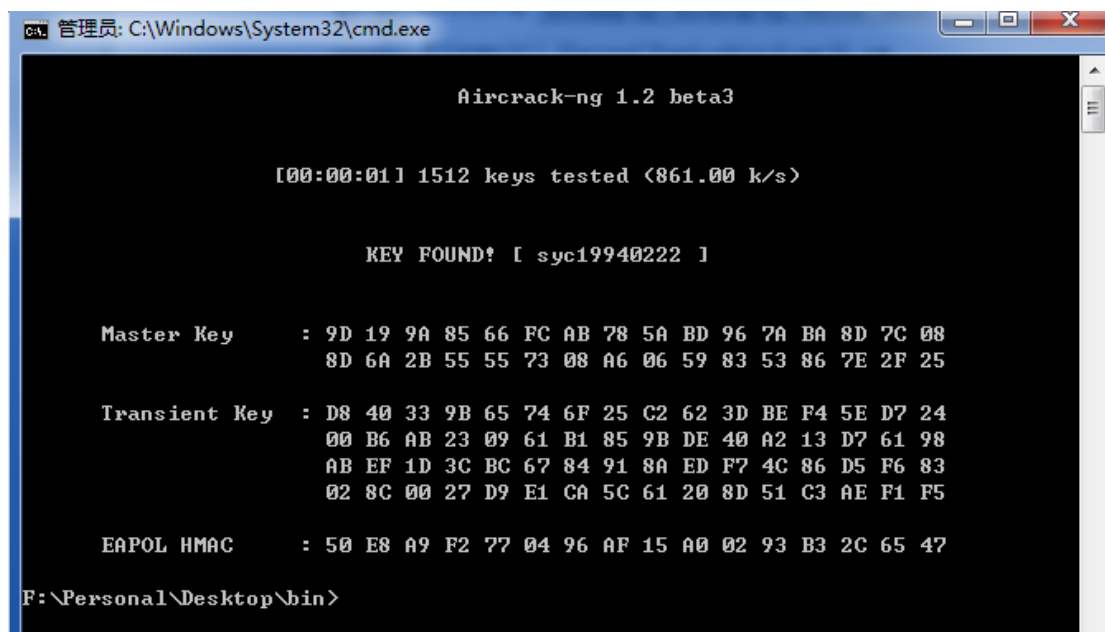 管理员: C:\Windows\System32\cmd.exe
Aircrack-ng 1.2 beta3
[00:00:01] 1512 keys tested (861.00 k/s)
KEY FOUND! [ syc19940222 ]
Master Key : 9D 19 9A 85 66 FC AB 78 5A BD 96 7A BA 8D 7C 08
8D 6A 2B 55 55 73 08 A6 06 59 83 53 86 7E 2F 25
Transient Key : D8 40 33 9B 65 74 6F 25 C2 62 3D BE F4 5E D7 24
00 B6 AB 23 09 61 B1 85 9B DE 40 A2 13 D7 61 98
AB EF 1D 3C BC 67 84 91 8A ED F7 4C 86 D5 F6 83
02 8C 00 27 D9 E1 CA 5C 61 20 8D 51 C3 AE F1 F5
EAPOL HMAC : 50 E8 A9 F2 77 04 96 AF 15 A0 02 93 B3 2C 65 47
F:\Personal\Desktop\bin>